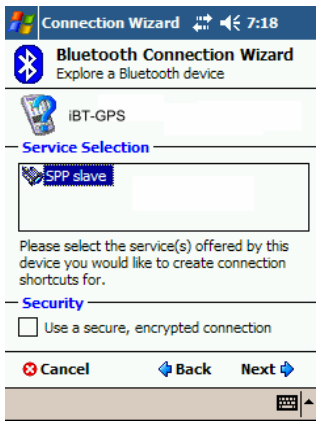 Connection Wizard 7:18
Bluetooth Connection Wizard
Explore a Bluetooth device
iBT-GPS
Service Selection
SPP slave
Please select the service(s) offered by this
device you would like to create connection
shortcuts for.
Security
Use a secure, encrypted connection
Cancel Back Next